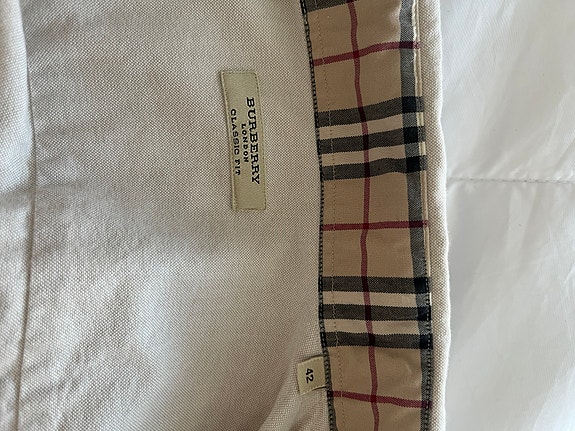 BURBERRY
LONDON
CLASSIC FIT
42